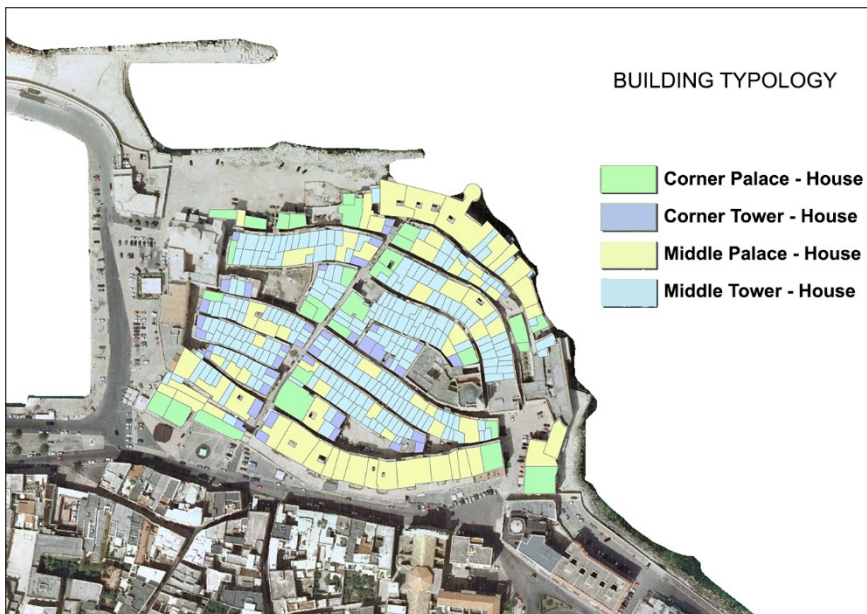 BUILDING TYPOLOGY
Corner Palace - House
Corner Tower - House
Middle Palace - House
Middle Tower - House